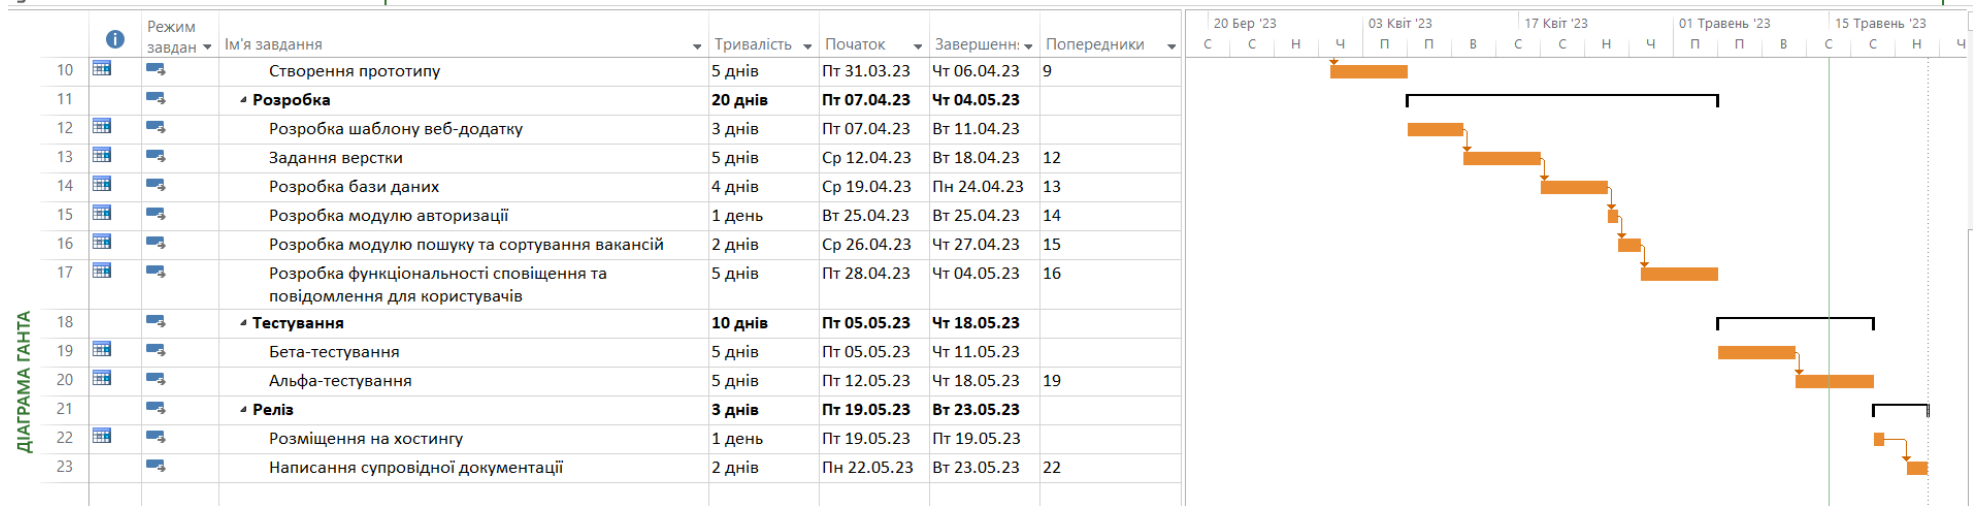 Режим завдан Ім'я завдання Тривалість Початок Завершенн: Попередники
20 Бер '23 03 Квіт '23 17 Квіт '23 01 Травень '23 15 Травень '23
С С Н Ч П П В С С Н Ч П П В С С Н Ч
10 Створення прототипу 5 днів Пт 31.03.23 Чт 06.04.23 9
11 Розробка 20 днів Пт 07.04.23 Чт 04.05.23
12 Розробка шаблону веб-додатку 3 днів Пт 07.04.23 Вт 11.04.23
13 Задання верстки 5 днів Ср 12.04.23 Вт 18.04.23 12
14 Розробка бази даних 4 днів Ср 19.04.23 Пн 24.04.23 13
15 Розробка модулю авторизації 1 день Вт 25.04.23 Вт 25.04.23 14
16 Розробка модулю пошуку та сортування вакансій 2 днів Ср 26.04.23 Чт 27.04.23 15
17 Розробка функціональності сповіщення та 5 днів Пт 28.04.23 Чт 04.05.23 16
повідомлення для користувачів
18 Тестування 10 днів Пт 05.05.23 Чт 18.05.23
19 Бета-тестування 5 днів Пт 05.05.23 Чт 11.05.23
20 Альфа-тестування 5 днів Пт 12.05.23 Чт 18.05.23 19
21 Реліз 3 днів Пт 19.05.23 Вт 23.05.23
22 Розміщення на хостингу 1 день Пт 19.05.23 Пт 19.05.23
23 Написання супровідної документації 2 днів Пн 22.05.23 Вт 23.05.23 22
ДІАГРАМА ГАНТА